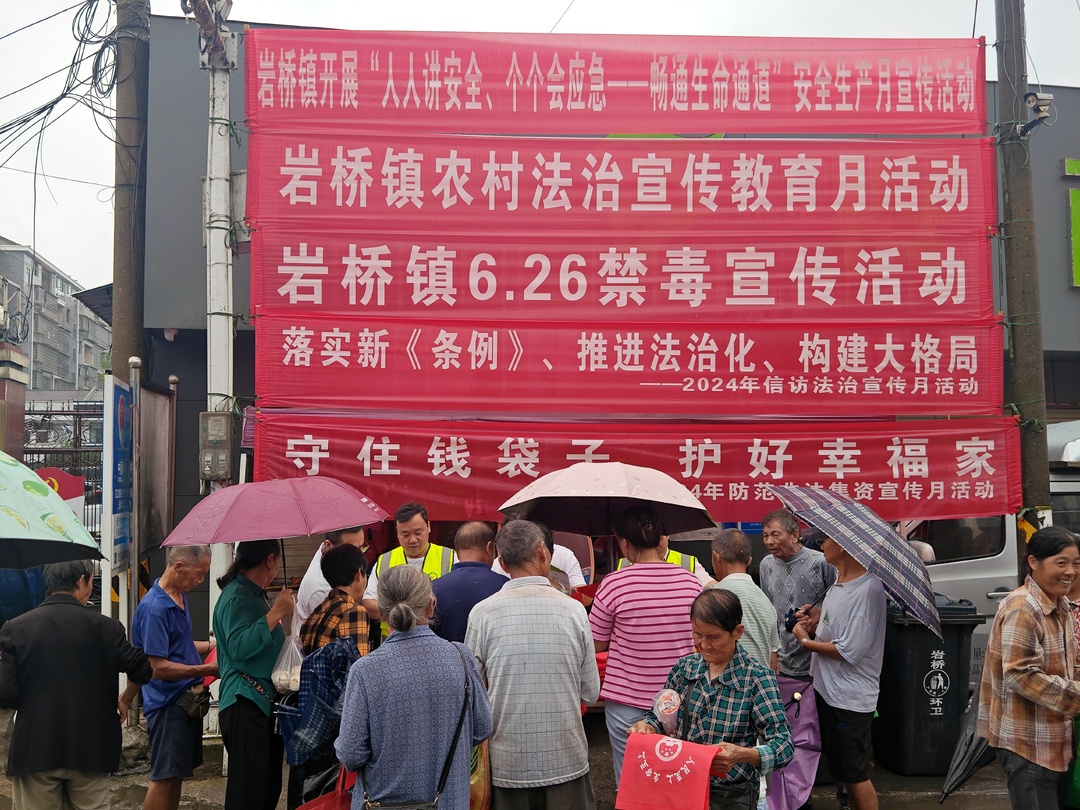 岩桥镇开展“人人讲安全、个个会应急——畅通生命通道”安全生产月宣传活动
岩桥镇农村法治宣传教育月活动
岩桥镇6.26禁毒宣传活动
落实新《条例》、推进法治化、构建大格局
——2024年信访法治宣传月活动
守住钱袋子 护好幸福家
4年防范非法集资宣传月活动
岩桥
环卫